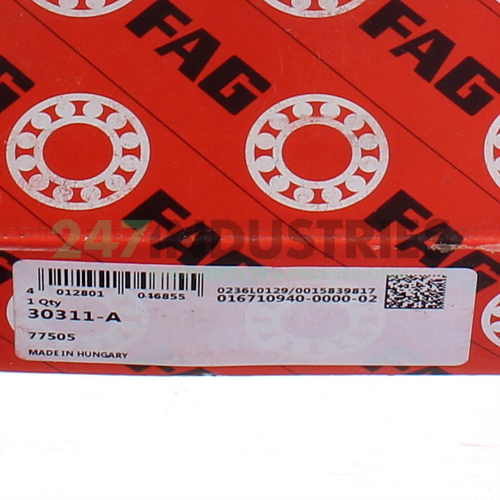 FAG
FAG
FAG
FAG
FAG
247INDUSTRIES
4 012801 046855
0236L0129/0015839817
016710940-0000-02
1 Qty
30311-A
77505
MADE IN HUNGARY